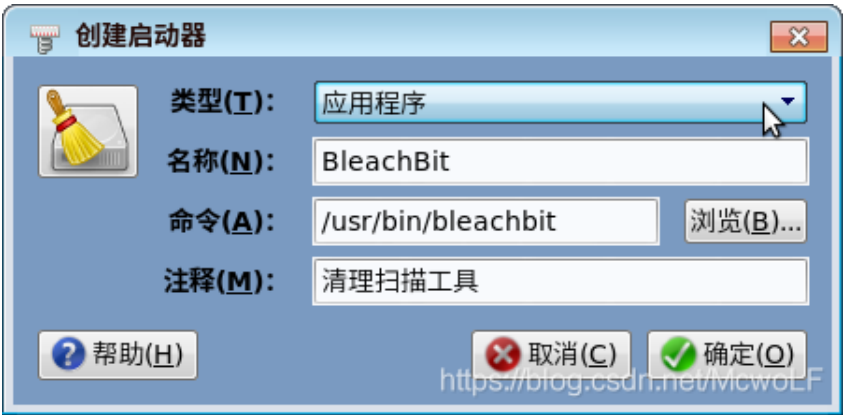 创建启动器
类型(T)： 应用程序
名称(N)： BleachBit
命令(A)： /usr/bin/bleachbit 浏览(B)...
注释(M)： 清理扫描工具
帮助(H) 取消(C) 确定(O)
https://blog.csdn.net/McwoLF